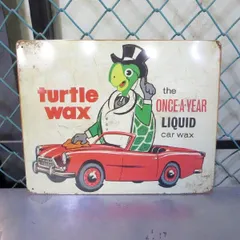 turtle
wax
the
ONCE-A-YEAR
LIQUID
car wax